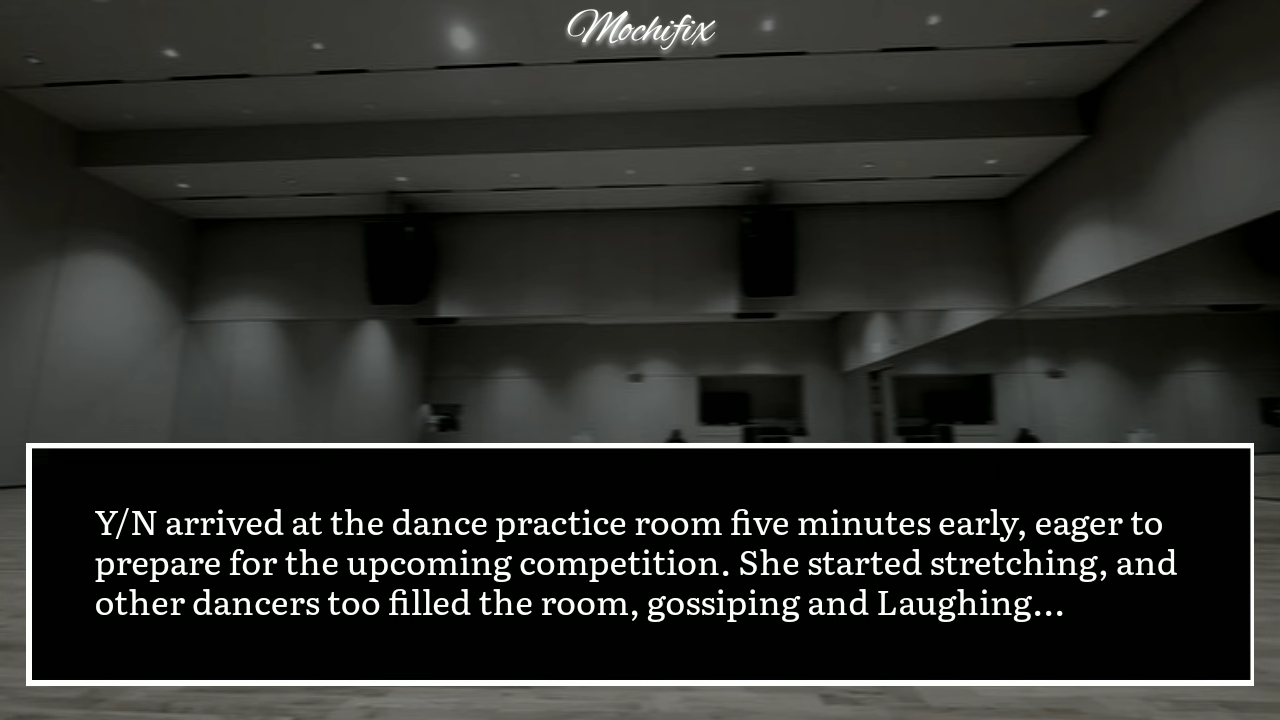 Mochifix
Y/N arrived at the dance practice room five minutes early, eager to
prepare for the upcoming competition. She started stretching, and
other dancers too filled the room, gossiping and Laughing...